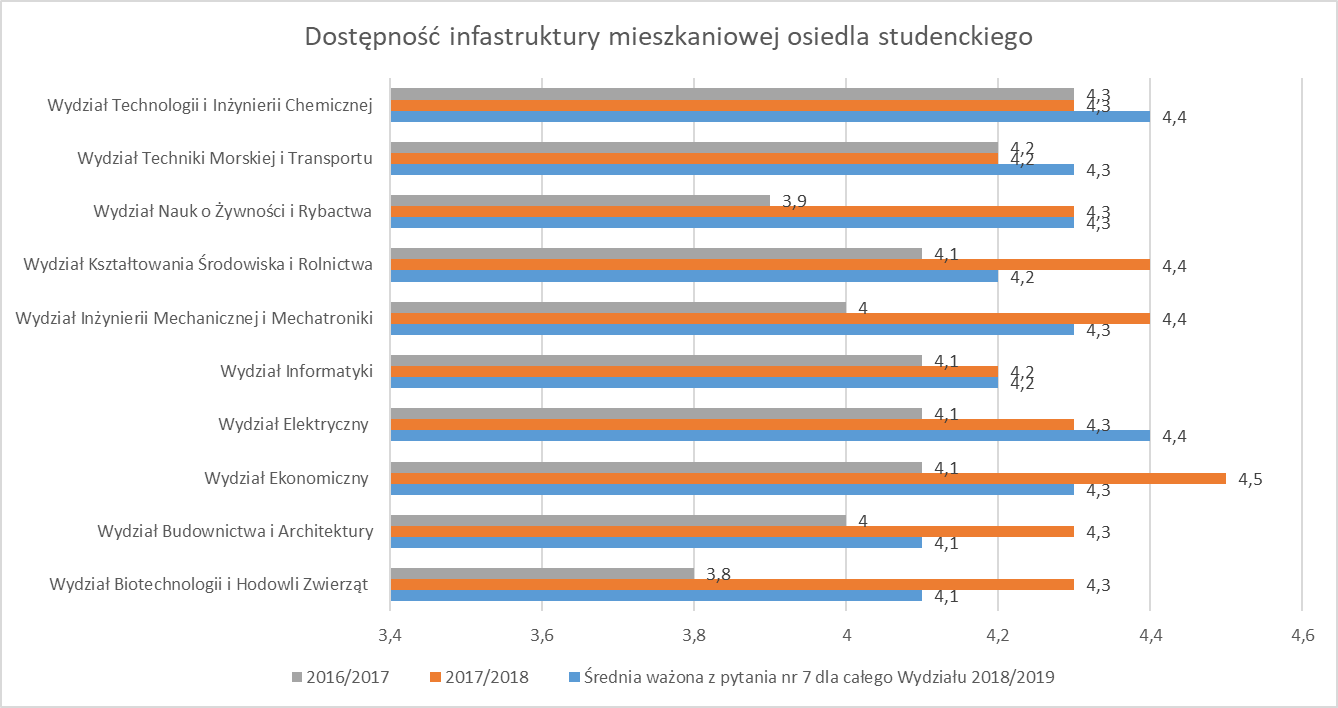 Dostępność infastruktury mieszkaniowej osiedla studenckiego
Wydział Technologii i Inżynierii Chemicznej
4,3
4,3
4,4
Wydział Techniki Morskiej i Transportu
4,2
4,2
4,3
Wydział Nauk o Żywności i Rybactwa
3,9
4,3
4,3
Wydział Kształtowania Środowiska i Rolnictwa
4,1
4,4
4,2
Wydział Inżynierii Mechanicznej i Mechatroniki
4
4,4
4,3
Wydział Informatyki
4,1
4,2
4,2
Wydział Elektryczny
4,1
4,3
4,4
Wydział Ekonomiczny
4,1
4,5
4,3
Wydział Budownictwa i Architektury
4
4,3
4,1
Wydział Biotechnologii i Hodowli Zwierząt
3,8
4,3
4,1
3,4 3,6 3,8 4 4,2 4,4 4,6
2016/2017 2017/2018 Średnia ważona z pytania nr 7 dla całego Wydziału 2018/2019